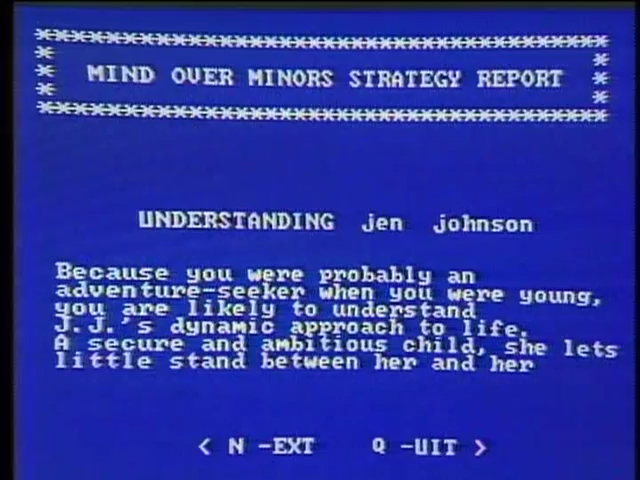 MIND OVER MINORS STRATEGY REPORT
UNDERSTANDING jen johnson
Because you were probably an
adventure-seeker when you were young,
you are likely to understand
J.J.'s dynamic approach to life.
A secure and ambitious child, she lets
little stand between her and her
< N -EXT Q -UIT >